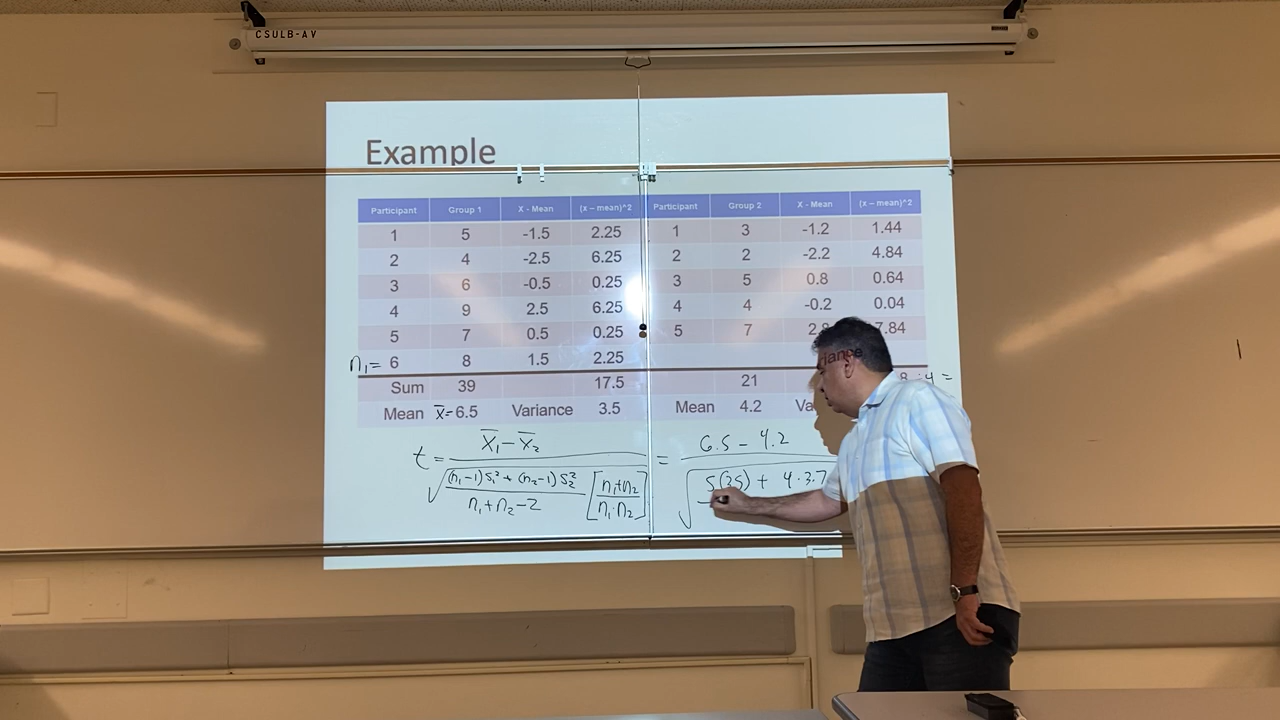 CSULB-AV
Example
Participant Group 1 X - Mean (x – mean)^2 Participant Group 2 X - Mean (x – mean)^2
1 5 -1.5 2.25 1 3 -1.2 1.44
2 4 -2.5 6.25 2 2 -2.2 4.84
3 6 -0.5 0.25 3 5 0.8 0.64
4 9 2.5 6.25 4 4 -0.2 0.04
5 7 0.5 0.25 5 7 7.84
n₁= 6 8 1.5 2.25
Sum 39 17.5 21 8 ÷ 4 =
Mean x̄= 6.5 Variance 3.5 Mean 4.2
t = (X̄₁ - X̄₂) / √((n₁-1)S₁² + (n₂-1)S₂² / (n₁+n₂-2) [n₁+n₂ / n₁·n₂]) = (6.5 - 4.2) / √(5(3.5) + 4·3.7